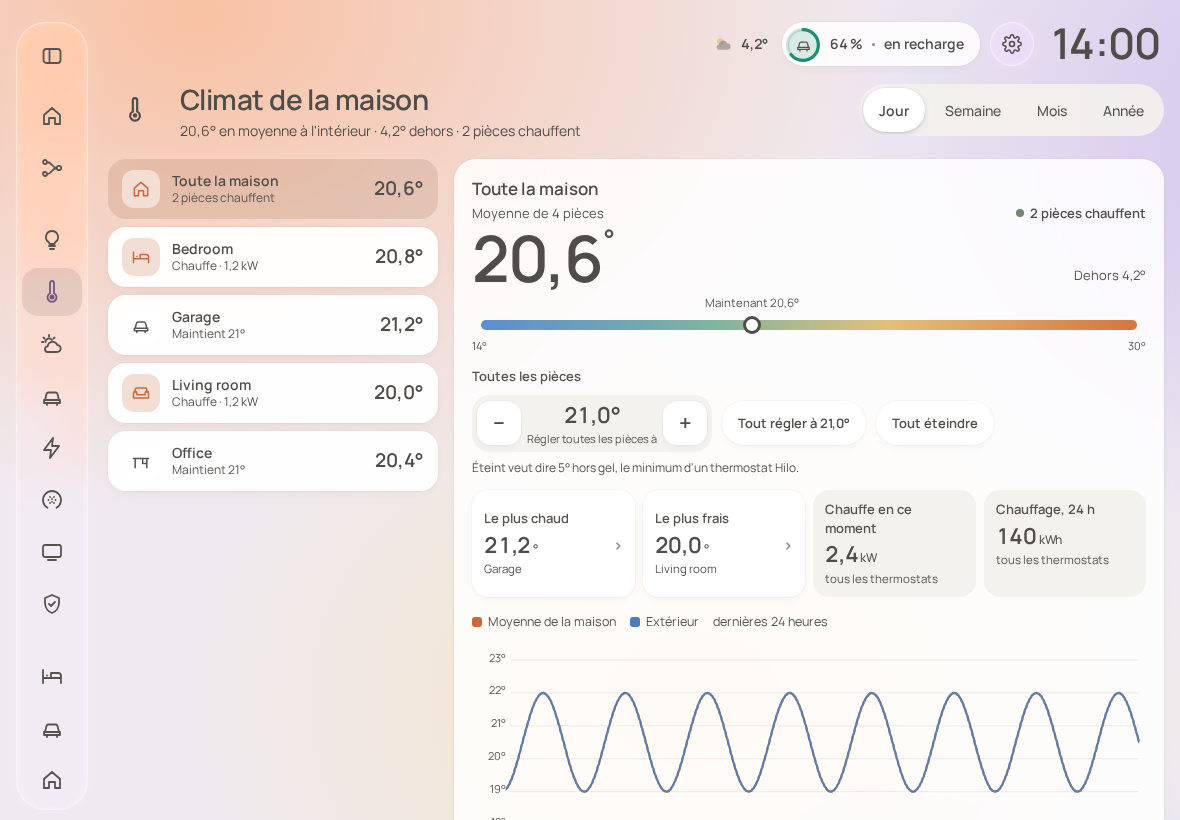 4,2°
64 % • en recharge
14:00
Climat de la maison
20,6° en moyenne à l'intérieur · 4,2° dehors · 2 pièces chauffent
Jour
Semaine
Mois
Année
Toute la maison
2 pièces chauffent
20,6°
Bedroom
Chauffe · 1,2 kW
20,8°
Garage
Maintient 21°
21,2°
Living room
Chauffe · 1,2 kW
20,0°
Office
Maintient 21°
20,4°
Toute la maison
Moyenne de 4 pièces
2 pièces chauffent
20,6°
Dehors 4,2°
Maintenant 20,6°
14°
30°
Toutes les pièces
−
21,0°
Régler toutes les pièces à
+
Tout régler à 21,0°
Tout éteindre
Éteint veut dire 5° hors gel, le minimum d'un thermostat Hilo.
Le plus chaud
21,2°
Garage
Le plus frais
20,0°
Living room
Chauffe en ce
moment
2,4 kW
tous les thermostats
Chauffage, 24 h
140 kWh
tous les thermostats
Moyenne de la maison
Extérieur
dernières 24 heures
23°
22°
21°
20°
19°